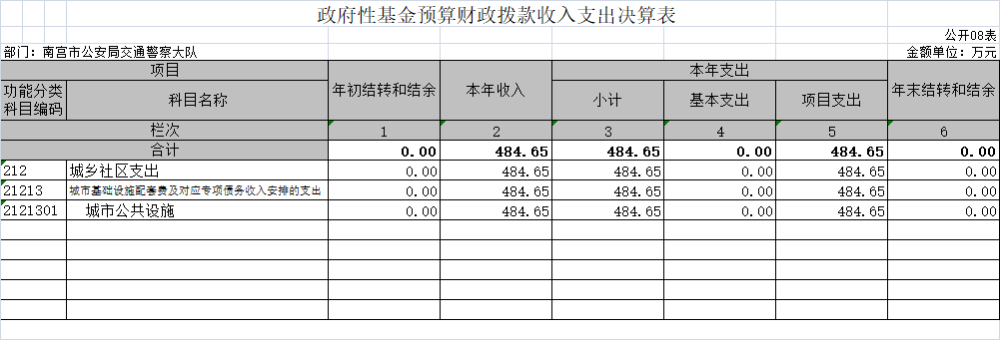 政府性基金预算财政拨款收入支出决算表
公开08表
部门：南宫市公安局交通警察大队 金额单位：万元
项目 年初结转和结余 本年收入 本年支出 年末结转和结余
功能分类科目编码 科目名称 小计 基本支出 项目支出
栏次 1 2 3 4 5 6
合计 0.00 484.65 484.65 0.00 484.65 0.00
212 城乡社区支出 0.00 484.65 484.65 0.00 484.65 0.00
21213 城市基础设施配套费及对应专项债务收入安排的支出 0.00 484.65 484.65 0.00 484.65 0.00
2121301 城市公共设施 0.00 484.65 484.65 0.00 484.65 0.00